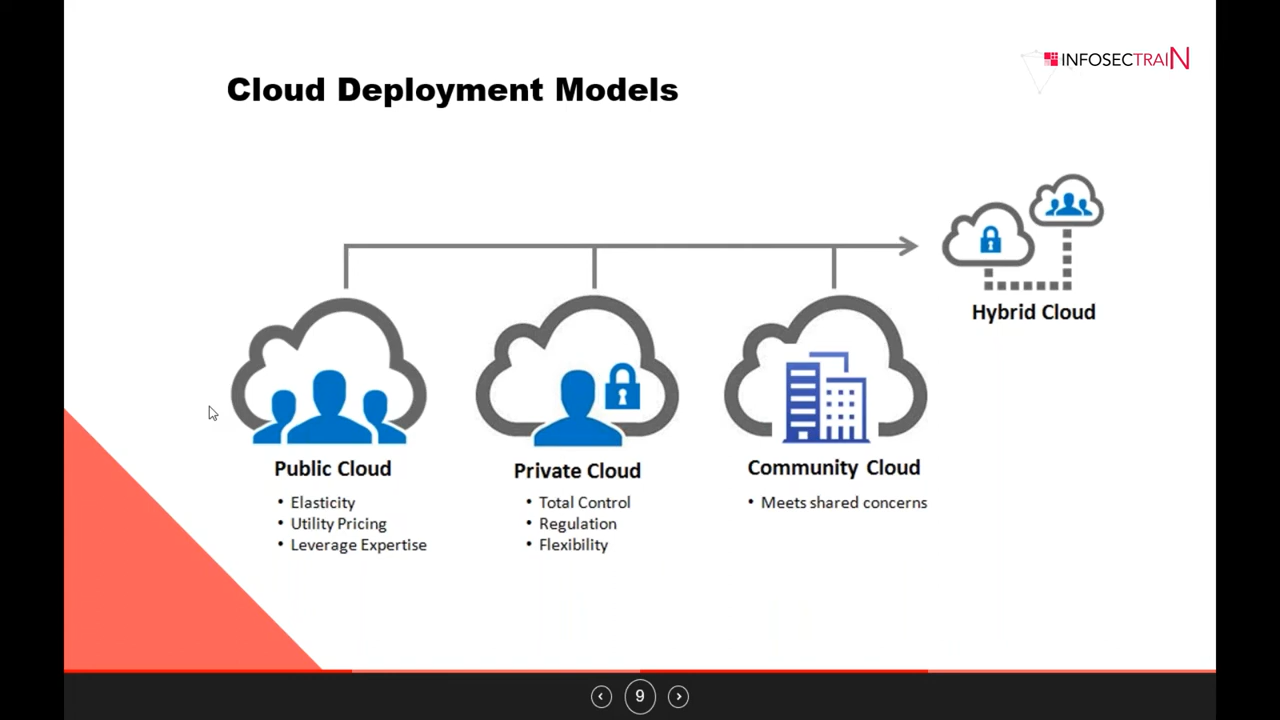 INFOSECTRAIN
Cloud Deployment Models
Hybrid Cloud
Public Cloud
• Elasticity
• Utility Pricing
• Leverage Expertise
Private Cloud
• Total Control
• Regulation
• Flexibility
Community Cloud
• Meets shared concerns
9